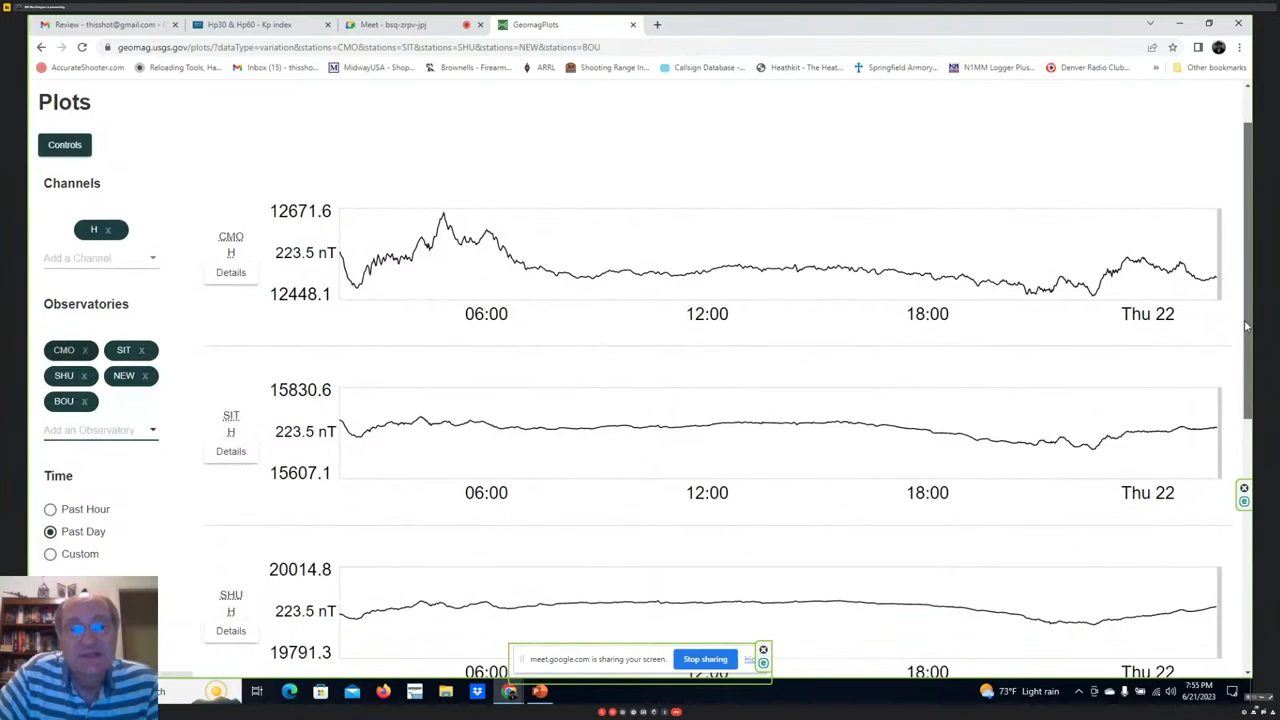 Review - thisshot@gmail.com - G
Hp30 & Hp60 - Kp index
Meet - bsq-zrpv-jpj
GeomagPlots
geomag.usgs.gov/plots/?dataType=variation&stations=CMO&stations=SIT&stations=SHU&stations=NEW&stations=BOU
AccurateShooter.com
Reloading Tools, Ha...
Inbox (15) - thissho...
MidwayUSA - Shop...
Brownells - Firearm...
ARRL
Shooting Range In...
Callsign Database -...
Heathkit - The Heat...
Springfield Armory...
N1MM Logger Plus...
Denver Radio Club...
»
Other bookmarks
Plots
Controls
Channels
H x
Add a Channel
Observatories
CMO x
SIT x
SHU x
NEW x
BOU x
Add an Observatory
Time
Past Hour
Past Day
Custom
CMO
H
Details
12671.6
223.5 nT
12448.1
06:00
12:00
18:00
Thu 22
SIT
H
Details
15830.6
223.5 nT
15607.1
06:00
12:00
18:00
Thu 22
SHU
H
Details
20014.8
223.5 nT
19791.3
06:00
12:00
18:00
Thu 22
meet.google.com is sharing your screen.
Stop sharing
ch
73°F Light rain
7:55 PM
6/21/2023